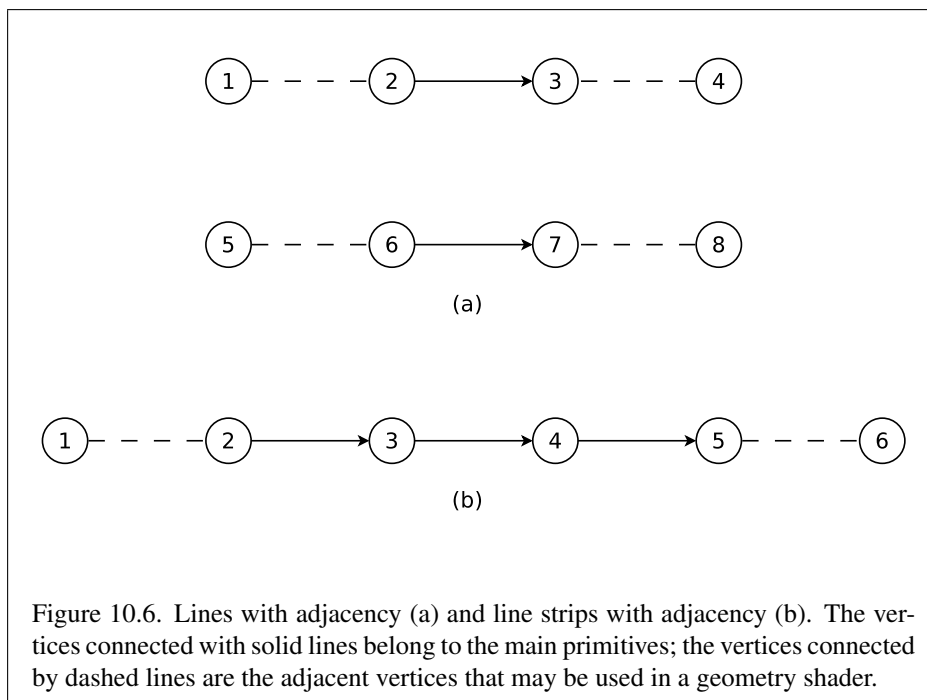 1 2 3 4
5 6 7 8
(a)
1 2 3 4 5 6
(b)
Figure 10.6. Lines with adjacency (a) and line strips with adjacency (b). The ver-
tices connected with solid lines belong to the main primitives; the vertices connected
by dashed lines are the adjacent vertices that may be used in a geometry shader.